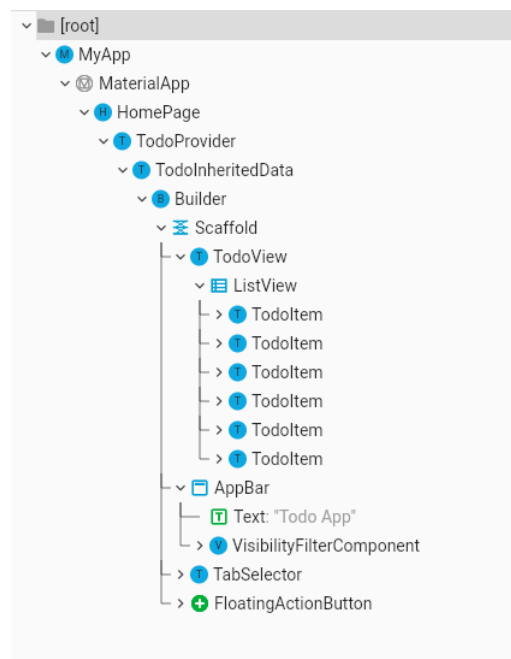 [root]
M MyApp
MaterialApp
H HomePage
T TodoProvider
T TodoInheritedData
B Builder
Scaffold
T TodoView
ListView
T TodoItem
T TodoItem
T TodoItem
T TodoItem
T TodoItem
T TodoItem
AppBar
T Text: "Todo App"
V VisibilityFilterComponent
T TabSelector
FloatingActionButton